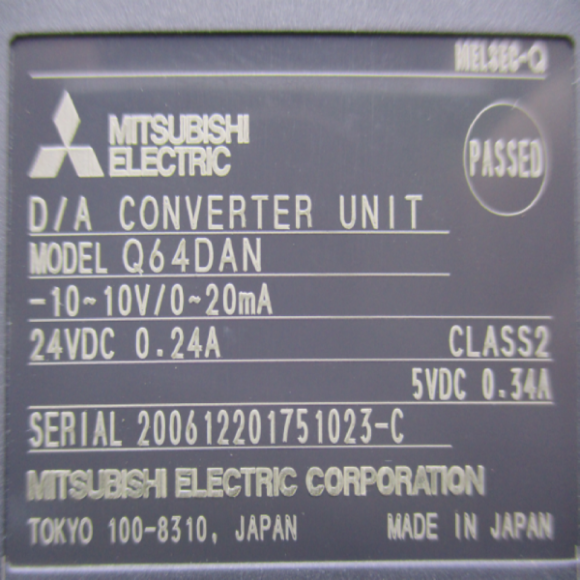 MELSEC-Q
MITSUBISHI
ELECTRIC
PASSED
D/A CONVERTER UNIT
MODEL Q64DAN
-10~10V/0~20mA
24VDC 0.24A CLASS2
5VDC 0.34A
SERIAL 200612201751023-C
MITSUBISHI ELECTRIC CORPORATION
TOKYO 100-8310, JAPAN MADE IN JAPAN